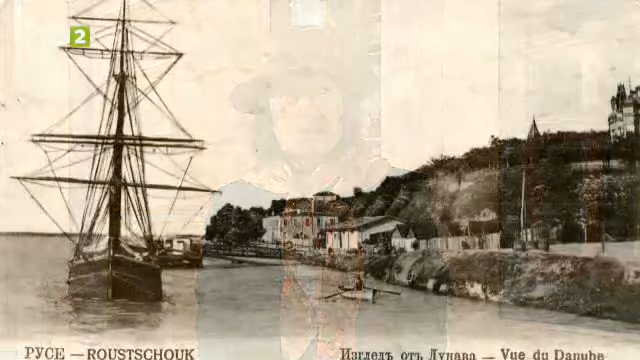 2
РУСЕ — ROUSTSCHOUK
Изгледъ отъ Дунава — Vue du Danube